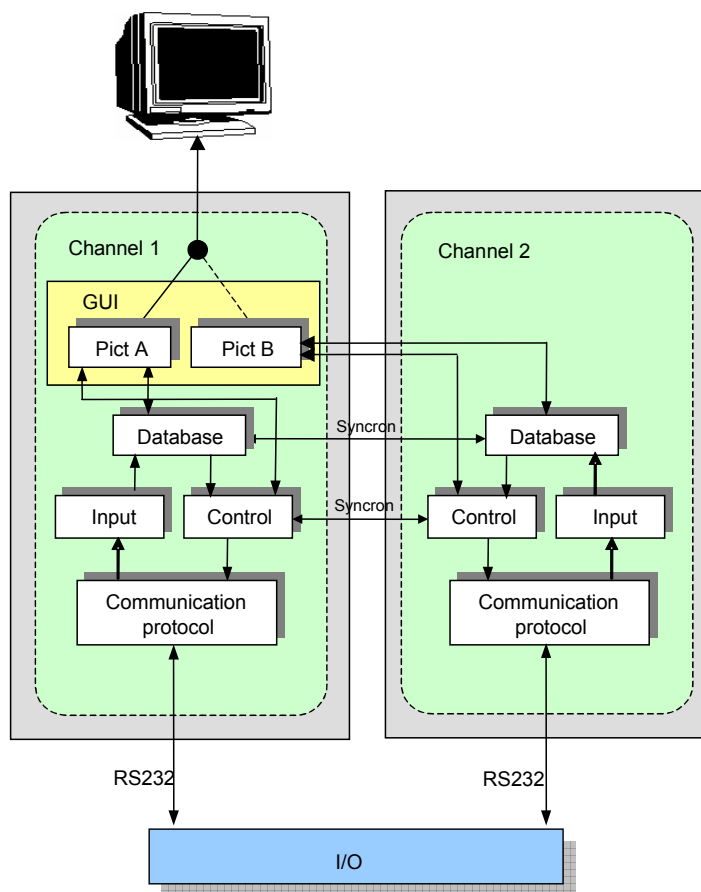 Channel 1
Channel 2
GUI
Pict A
Pict B
Database
Syncron
Database
Input
Control
Syncron
Control
Input
Communication
protocol
Communication
protocol
RS232
RS232
I/O